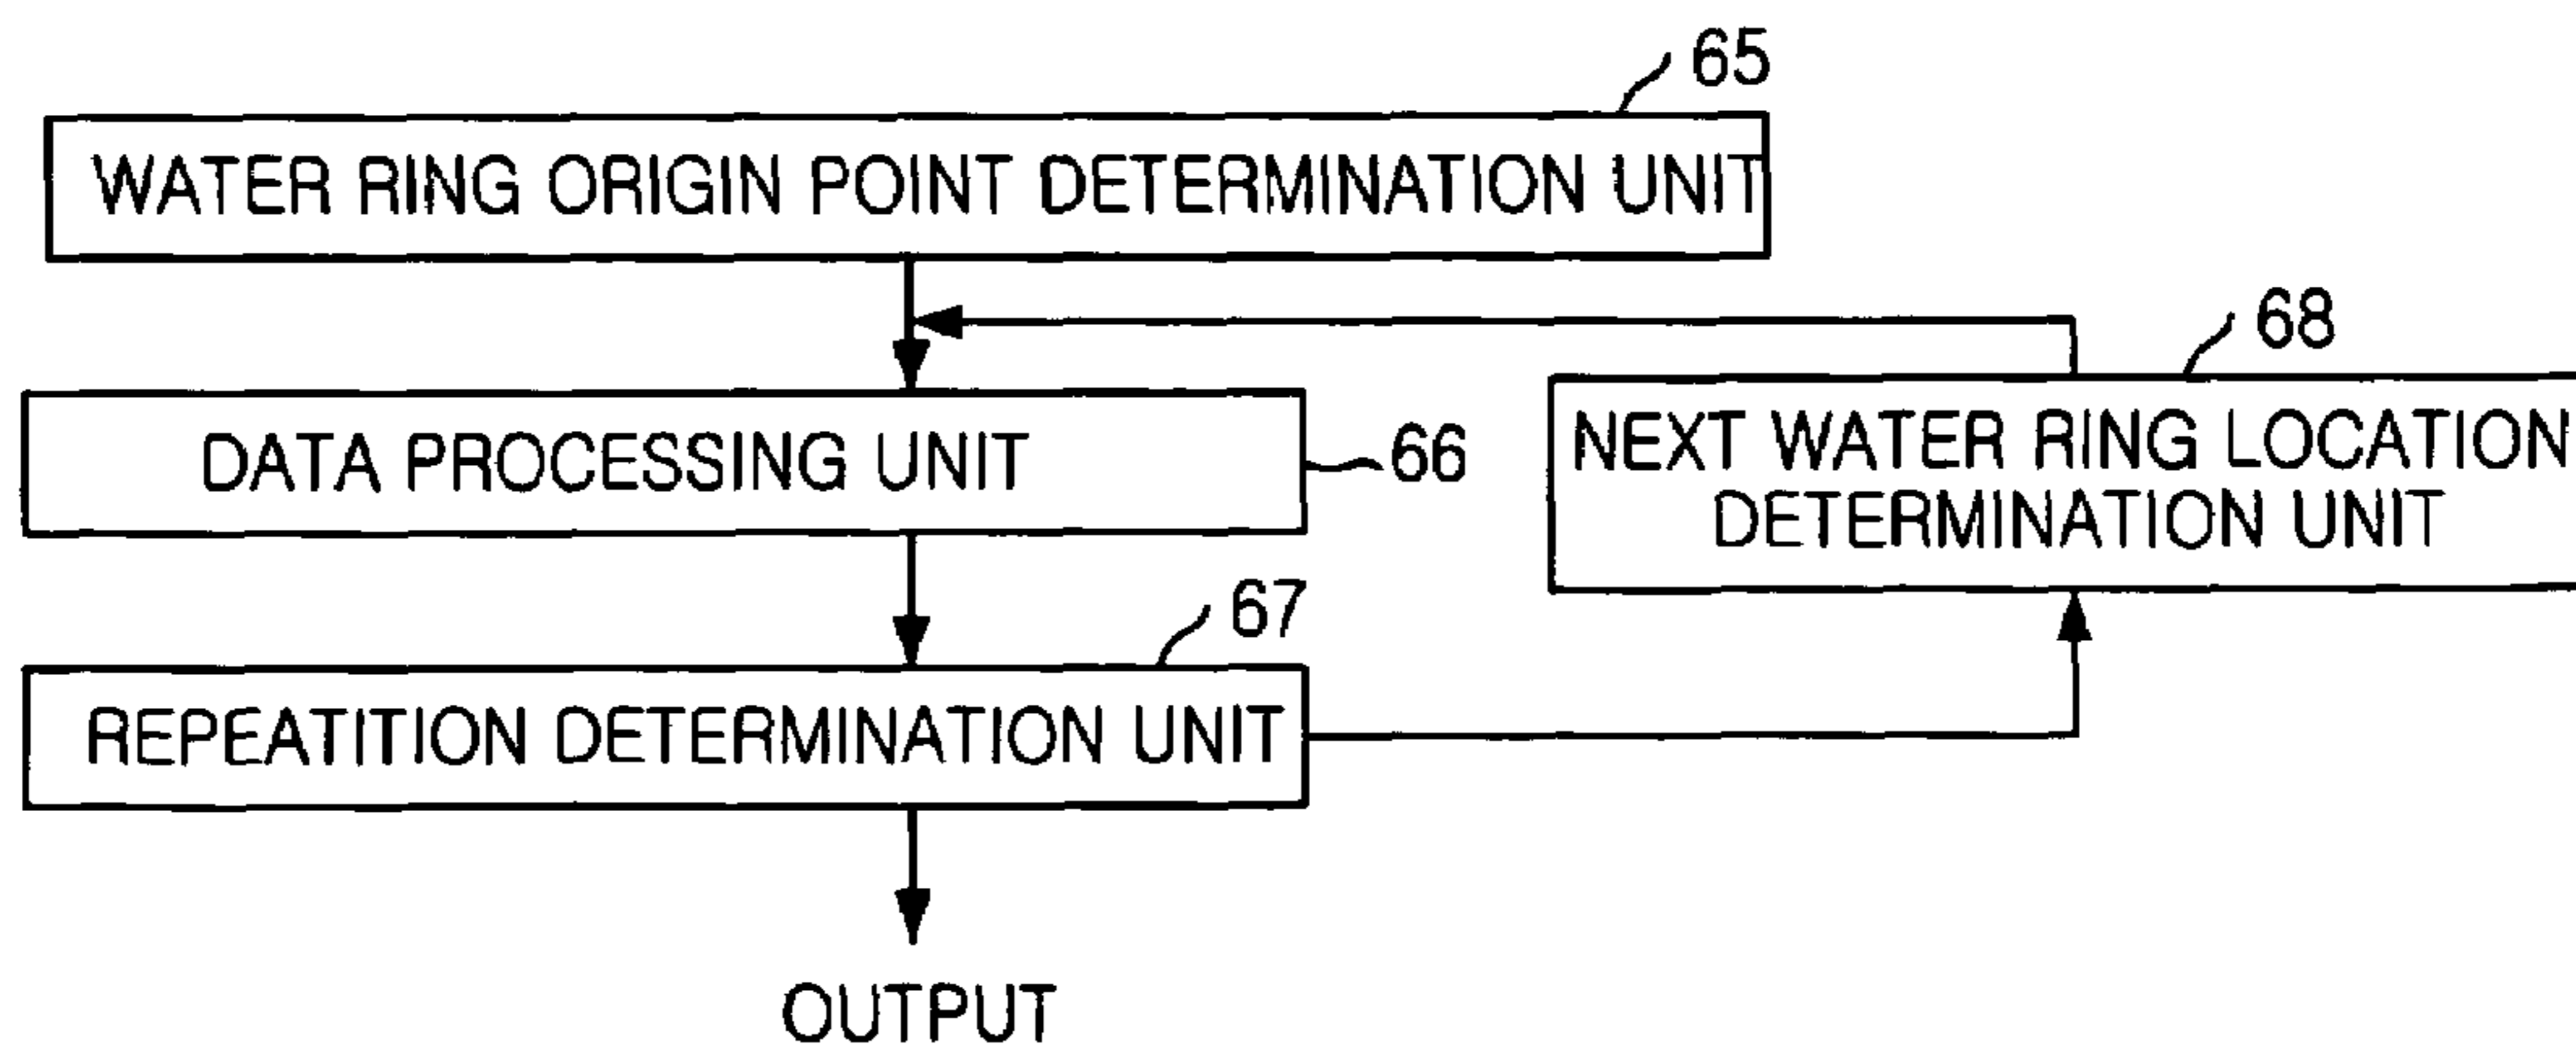 65
WATER RING ORIGIN POINT DETERMINATION UNIT
68
NEXT WATER RING LOCATION
DETERMINATION UNIT
DATA PROCESSING UNIT
66
67
REPEATITION DETERMINATION UNIT
OUTPUT